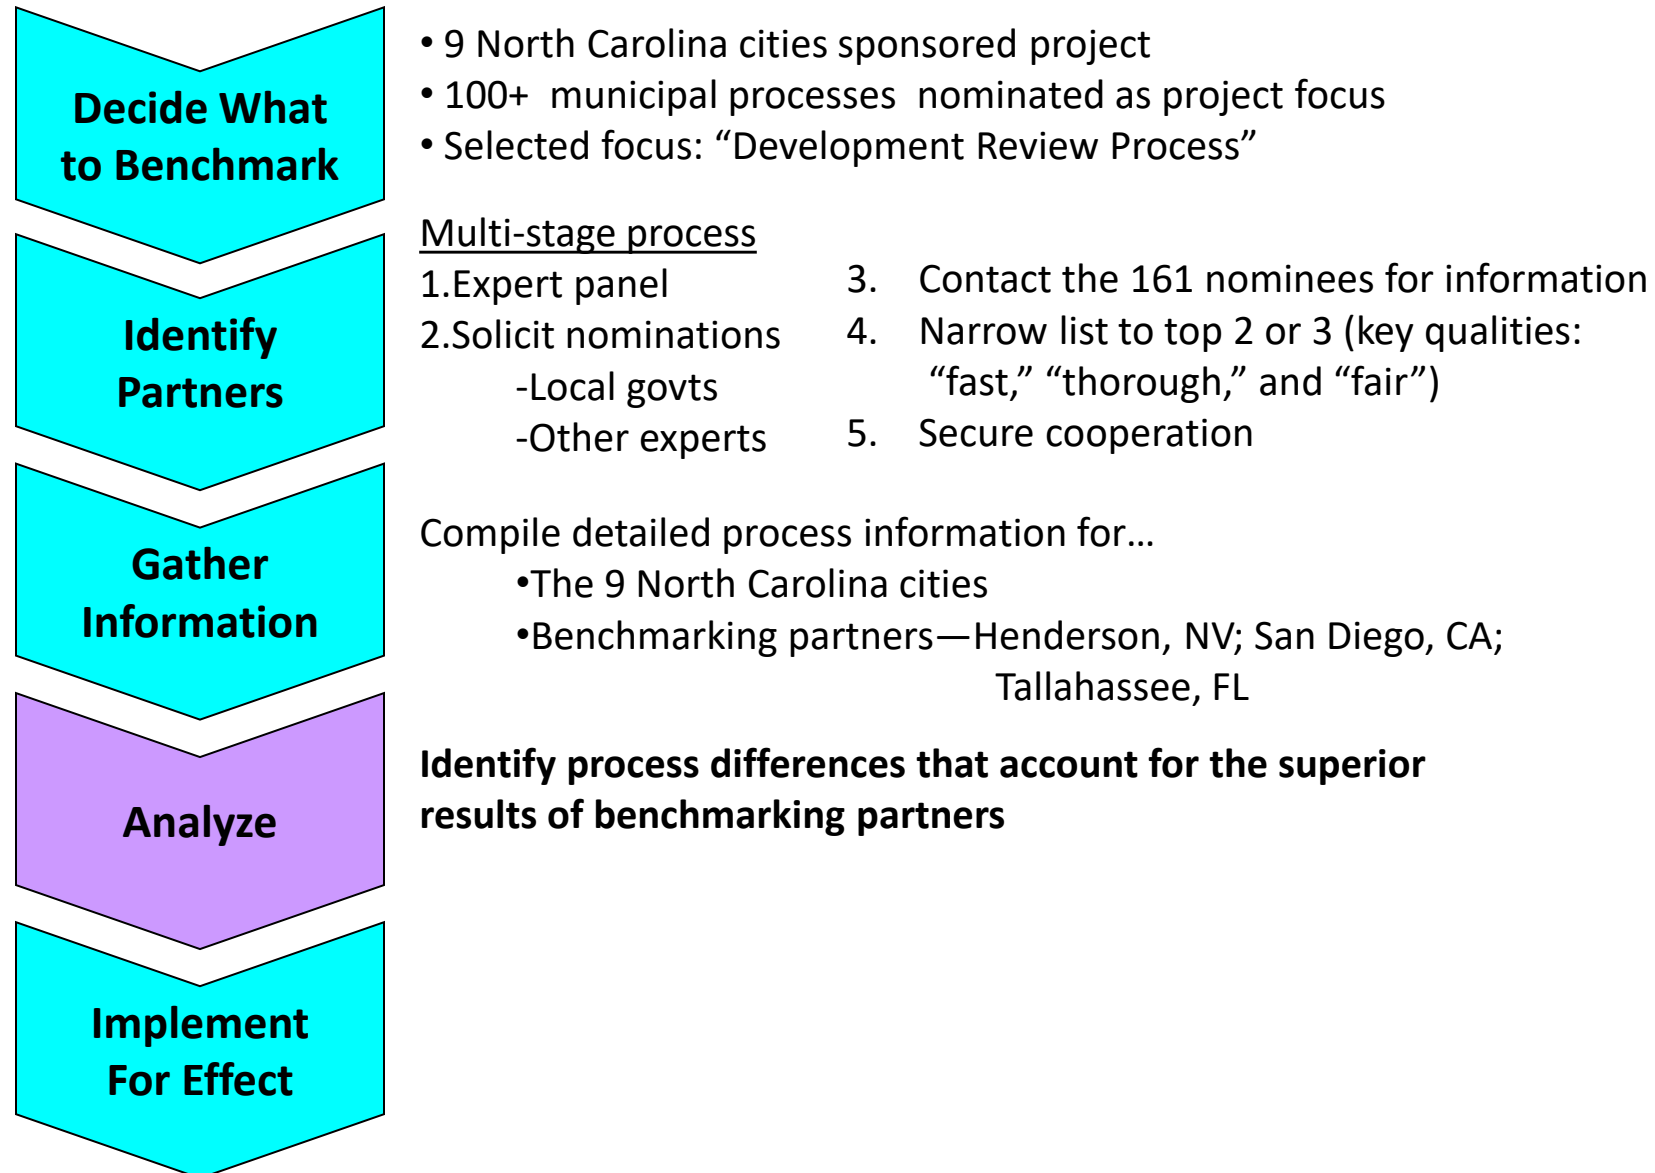 Decide What
to Benchmark
• 9 North Carolina cities sponsored project
• 100+ municipal processes nominated as project focus
• Selected focus: “Development Review Process”
Identify
Partners
Multi-stage process
1.Expert panel
2.Solicit nominations
-Local govts
-Other experts
3. Contact the 161 nominees for information
4. Narrow list to top 2 or 3 (key qualities:
“fast,” “thorough,” and “fair”)
5. Secure cooperation
Gather
Information
Compile detailed process information for…
•The 9 North Carolina cities
•Benchmarking partners—Henderson, NV; San Diego, CA;
Tallahassee, FL
Analyze
Identify process differences that account for the superior
results of benchmarking partners
Implement
For Effect